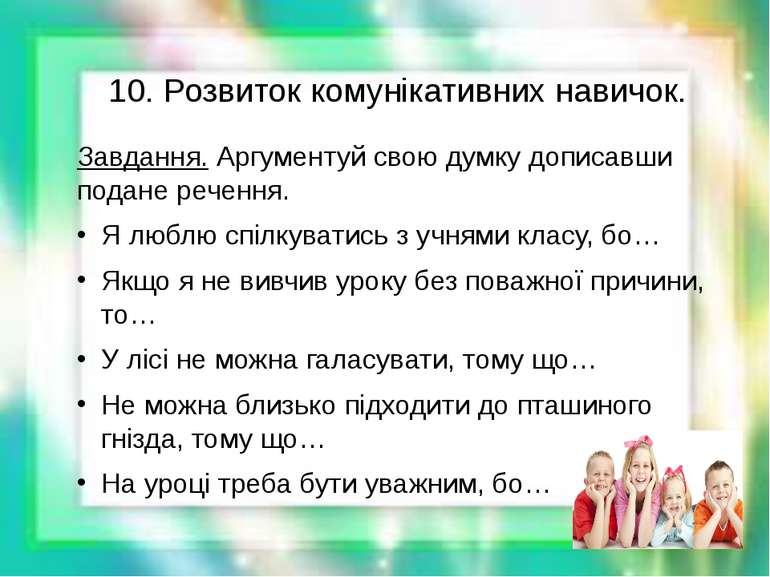 10. Розвиток комунікативних навичок.
Завдання. Аргументуй свою думку дописавши
подане речення.
• Я люблю спілкуватись з учнями класу, бо…
• Якщо я не вивчив уроку без поважної причини,
то…
• У лісі не можна галасувати, тому що…
• Не можна близько підходити до пташиного
гнізда, тому що…
• На уроці треба бути уважним, бо…